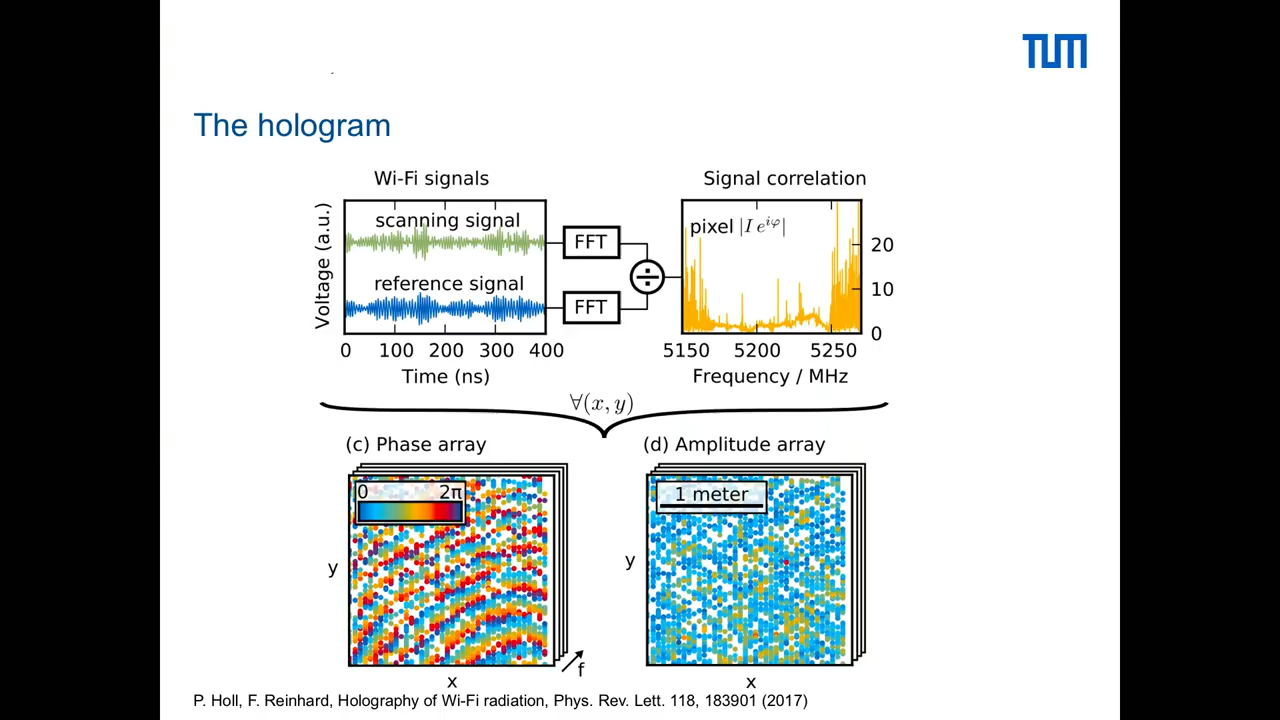 TUM
The hologram
Wi-Fi signals
Signal correlation
Voltage (a.u.)
scanning signal
reference signal
FFT
FFT
÷
pixel |I e^{iφ}|
20
10
0
0 100 200 300 400
Time (ns)
5150 5200 5250
Frequency / MHz
∀(x, y)
(c) Phase array
(d) Amplitude array
0 2π
1 meter
y
x
f
y
x
P. Holl, F. Reinhard, Holography of Wi-Fi radiation, Phys. Rev. Lett. 118, 183901 (2017)